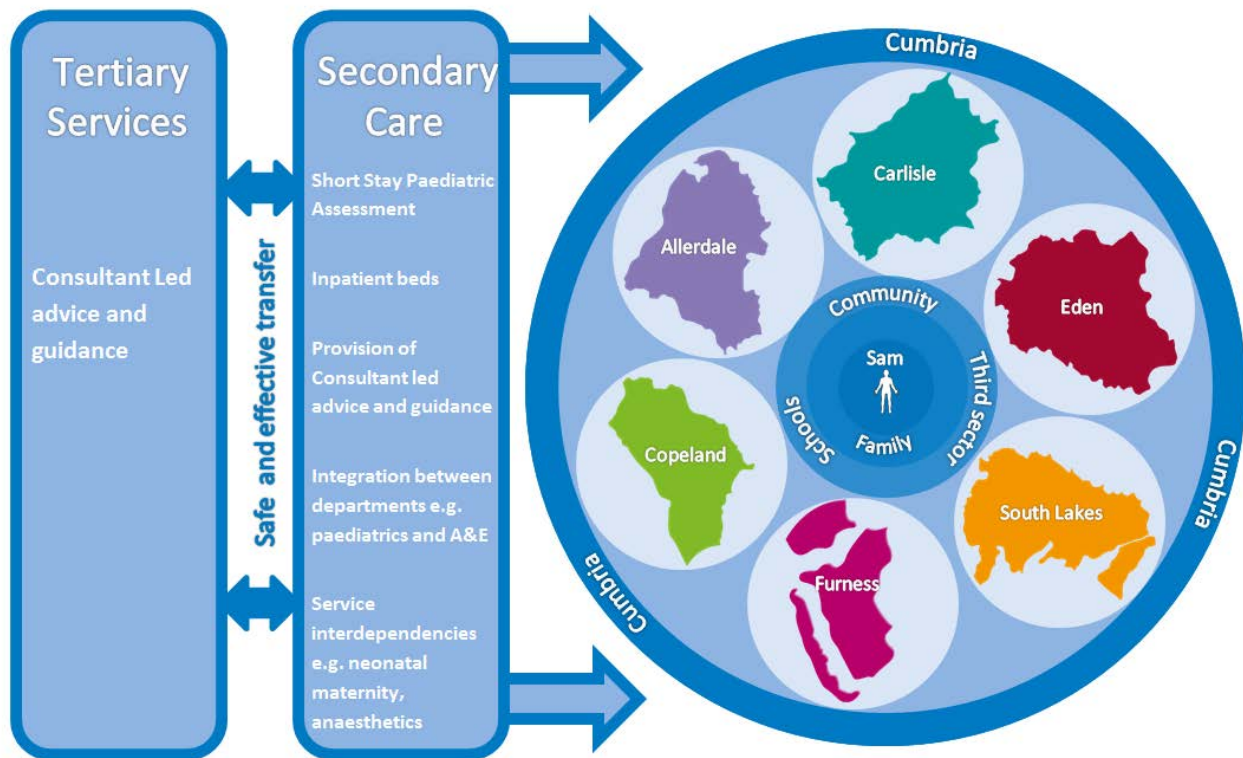 Tertiary
Services
Consultant Led
advice and
guidance
Safe and effective transfer
Secondary
Care
Short Stay Paediatric
Assessment
Inpatient beds
Provision of
Consultant led
advice and guidance
Integration between
departments e.g.
paediatrics and A&E
Service
interdependencies
e.g. neonatal
maternity,
anaesthetics
Cumbria
Carlisle
Allerdale
Eden
Community
Sam
Third sector
Schools
Family
Copeland
South Lakes
Furness
Cumbria
Cumbria